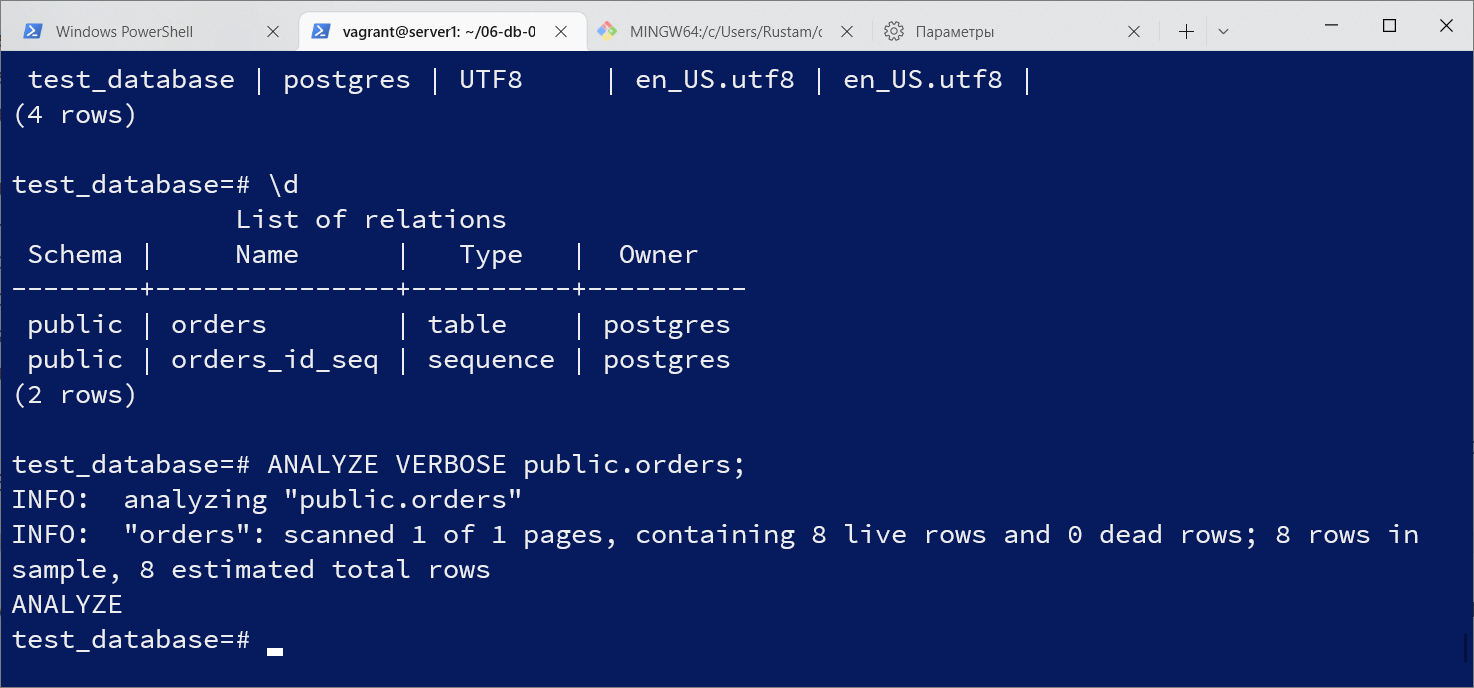 Windows PowerShell vagrant@server1: ~/06-db-0 MINGW64:/c/Users/Rustam/c Параметры
 test_database | postgres | UTF8     | en_US.utf8 | en_US.utf8 |
(4 rows)
test_database=# \d
              List of relations
 Schema |     Name      |   Type   |  Owner
--------+---------------+----------+----------
 public | orders        | table    | postgres
 public | orders_id_seq | sequence | postgres
(2 rows)
test_database=# ANALYZE VERBOSE public.orders;
INFO:  analyzing "public.orders"
INFO:  "orders": scanned 1 of 1 pages, containing 8 live rows and 0 dead rows; 8 rows in
sample, 8 estimated total rows
ANALYZE
test_database=#